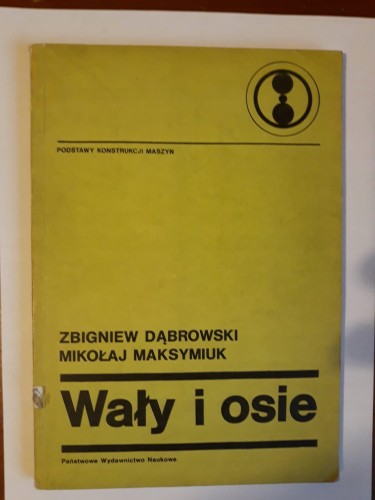 PODSTAWY KONSTRUKCJI MASZYN
ZBIGNIEW DĄBROWSKI
MIKOŁAJ MAKSYMIUK
Wały i osie
Państwowe Wydawnictwo Naukowe